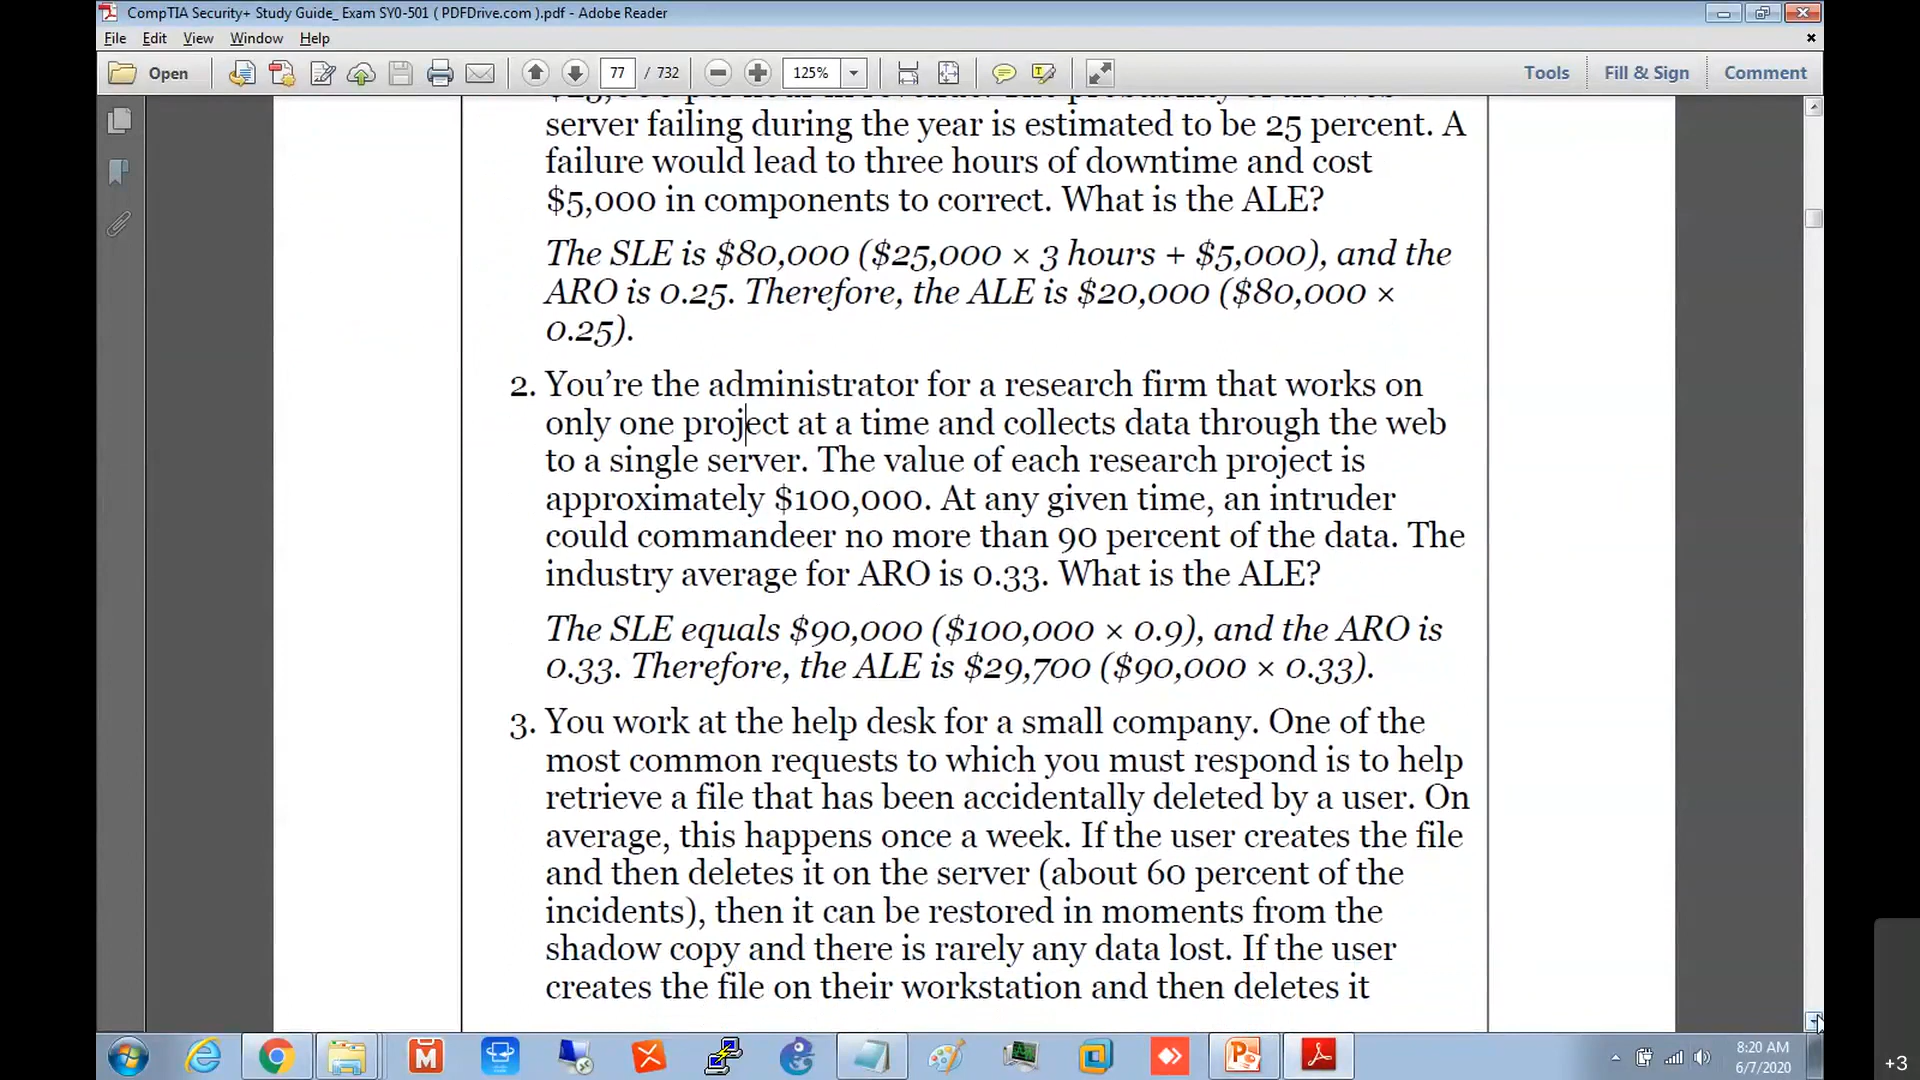 CompTIA Security+ Study Guide_ Exam SY0-501 ( PDFDrive.com ).pdf - Adobe Reader
File Edit View Window Help
Open 77 / 732 125% Tools Fill & Sign Comment
server failing during the year is estimated to be 25 percent. A
failure would lead to three hours of downtime and cost
$5,000 in components to correct. What is the ALE?
The SLE is $80,000 ($25,000 × 3 hours + $5,000), and the
ARO is 0.25. Therefore, the ALE is $20,000 ($80,000 ×
0.25).
2. You’re the administrator for a research firm that works on
only one project at a time and collects data through the web
to a single server. The value of each research project is
approximately $100,000. At any given time, an intruder
could commandeer no more than 90 percent of the data. The
industry average for ARO is 0.33. What is the ALE?
The SLE equals $90,000 ($100,000 × 0.9), and the ARO is
0.33. Therefore, the ALE is $29,700 ($90,000 × 0.33).
3. You work at the help desk for a small company. One of the
most common requests to which you must respond is to help
retrieve a file that has been accidentally deleted by a user. On
average, this happens once a week. If the user creates the file
and then deletes it on the server (about 60 percent of the
incidents), then it can be restored in moments from the
shadow copy and there is rarely any data lost. If the user
creates the file on their workstation and then deletes it
8:20 AM
6/7/2020
+3